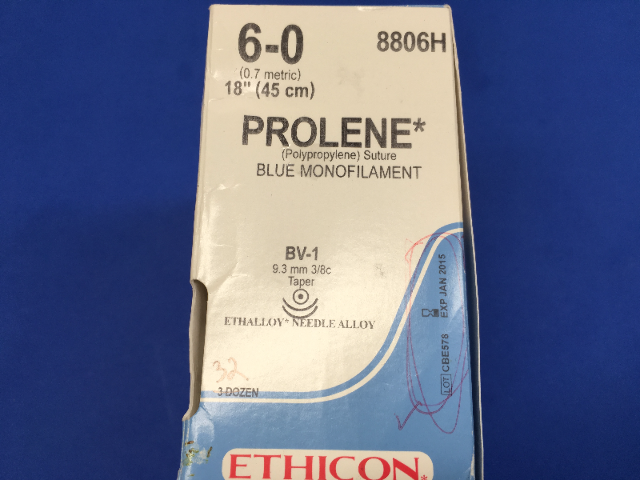 6-0
8806H
(0.7 metric)
18" (45 cm)
PROLENE*
(Polypropylene) Suture
BLUE MONOFILAMENT
BV-1
9.3 mm 3/8c
Taper
ETHALLOY* NEEDLE ALLOY
EXP JAN 2015
LOT CBE578
32
3 DOZEN
ETHICON*